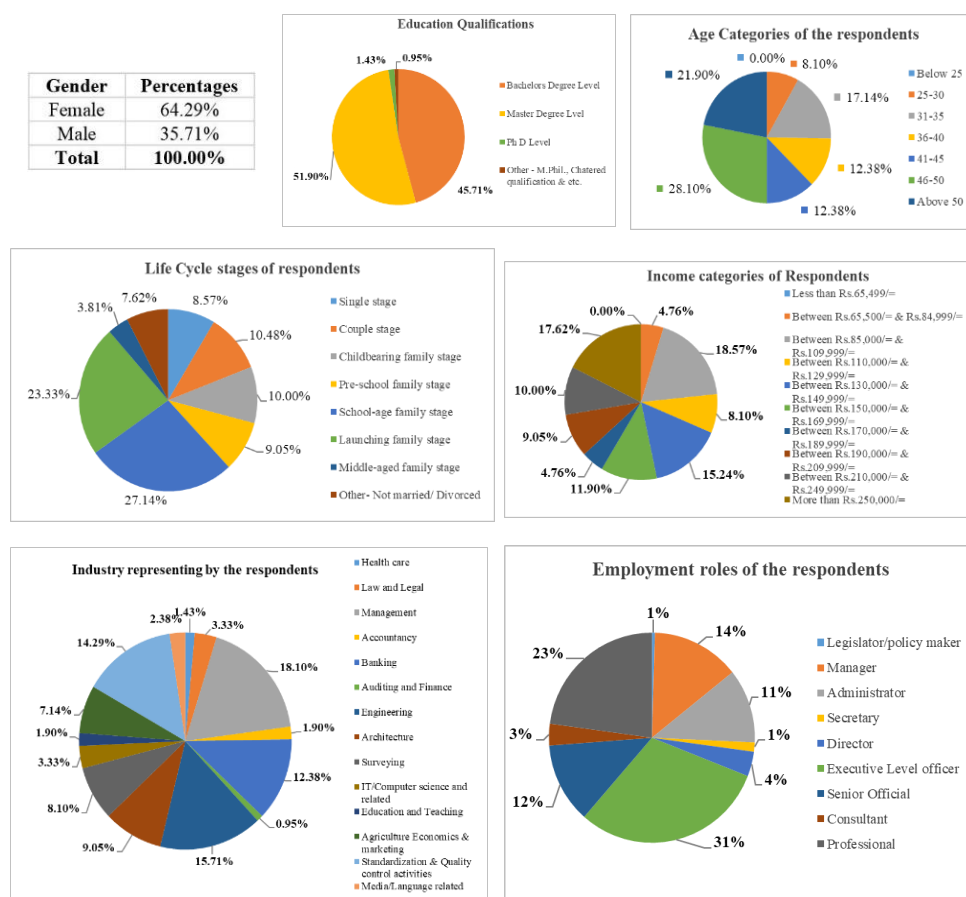 Gender Percentages
Female 64.29%
Male 35.71%
Total 100.00%
Education Qualifications
1.43%
0.95%
51.90%
45.71%
Bachelors Degree Level
Master Degree Lvel
Ph D Level
Other - M.Phil., Chatered
qualification & etc.
Age Categories of the respondents
0.00%
8.10%
21.90%
17.14%
12.38%
28.10%
12.38%
Below 25
25-30
31-35
36-40
41-45
46-50
Above 50
Life Cycle stages of respondents
7.62%
8.57%
3.81%
10.48%
10.00%
23.33%
9.05%
27.14%
Single stage
Couple stage
Childbearing family stage
Pre-school family stage
School-age family stage
Launching family stage
Middle-aged family stage
Other- Not married/ Divorced
Income categories of Respondents
0.00%
4.76%
17.62%
18.57%
10.00%
8.10%
9.05%
4.76%
15.24%
11.90%
Less than Rs.65,499/=
Between Rs.65,500/= & Rs.84,999/=
Between Rs.85,000/= &
Rs.109,999/=
Between Rs.110,000/= &
Rs.129,999/=
Between Rs.130,000/= &
Rs.149,999/=
Between Rs.150,000/= &
Rs.169,999/=
Between Rs.170,000/= &
Rs.189,999/=
Between Rs.190,000/= &
Rs.209,999/=
Between Rs.210,000/= &
Rs.249,999/=
More than Rs.250,000/=
Industry representing by the respondents
2.38%
1.43%
3.33%
14.29%
18.10%
7.14%
1.90%
1.90%
3.33%
12.38%
8.10%
0.95%
9.05%
15.71%
Health care
Law and Legal
Management
Accountancy
Banking
Auditing and Finance
Engineering
Architecture
Surveying
IT/Computer science and
related
Education and Teaching
Agriculture Economics &
marketing
Standardization & Quality
control activities
Media/Language related
Employment roles of the respondents
1%
14%
23%
11%
3%
1%
4%
12%
31%
Legislator/policy maker
Manager
Administrator
Secretary
Director
Executive Level officer
Senior Official
Consultant
Professional